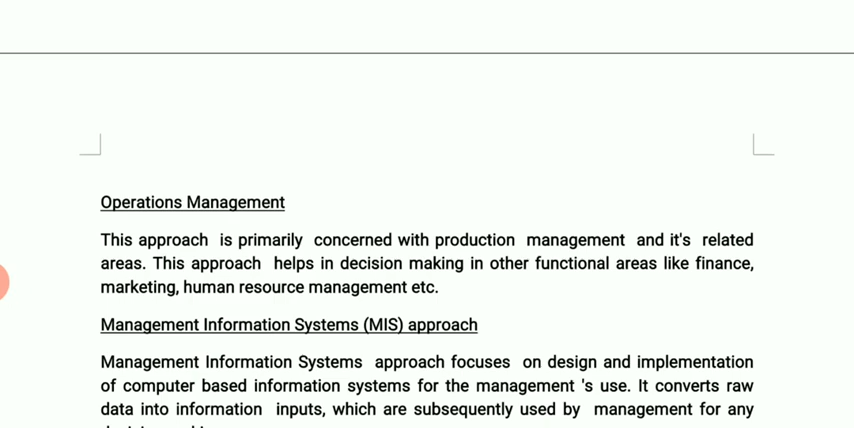 Operations Management
This approach is primarily concerned with production management and it's related
areas. This approach helps in decision making in other functional areas like finance,
marketing, human resource management etc.
Management Information Systems (MIS) approach
Management Information Systems approach focuses on design and implementation
of computer based information systems for the management 's use. It converts raw
data into information inputs, which are subsequently used by management for any